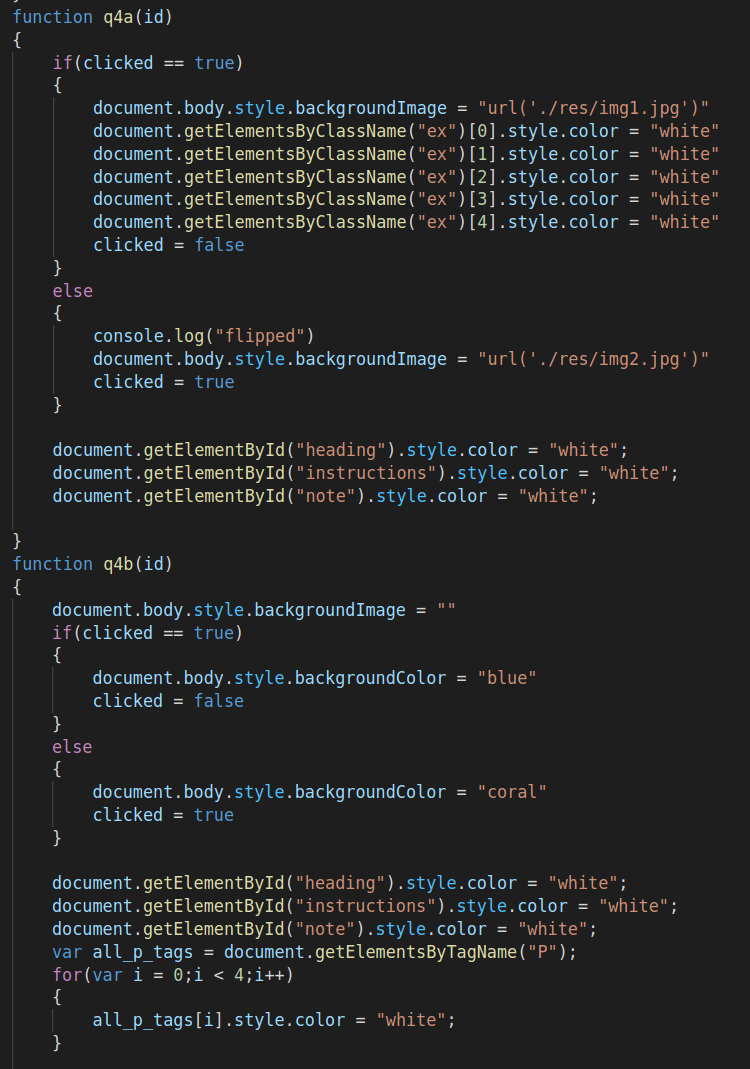 function q4a(id)
{
    if(clicked == true)
    {
        document.body.style.backgroundImage = "url('./res/img1.jpg')"
        document.getElementsByClassName("ex")[0].style.color = "white"
        document.getElementsByClassName("ex")[1].style.color = "white"
        document.getElementsByClassName("ex")[2].style.color = "white"
        document.getElementsByClassName("ex")[3].style.color = "white"
        document.getElementsByClassName("ex")[4].style.color = "white"
        clicked = false
    }
    else
    {
        console.log("flipped")
        document.body.style.backgroundImage = "url('./res/img2.jpg')"
        clicked = true
    }

    document.getElementById("heading").style.color = "white";
    document.getElementById("instructions").style.color = "white";
    document.getElementById("note").style.color = "white";

}
function q4b(id)
{
    document.body.style.backgroundImage = ""
    if(clicked == true)
    {
        document.body.style.backgroundColor = "blue"
        clicked = false
    }
    else
    {
        document.body.style.backgroundColor = "coral"
        clicked = true
    }

    document.getElementById("heading").style.color = "white";
    document.getElementById("instructions").style.color = "white";
    document.getElementById("note").style.color = "white";
    var all_p_tags = document.getElementsByTagName("P");
    for(var i = 0;i < 4;i++)
    {
        all_p_tags[i].style.color = "white";
    }